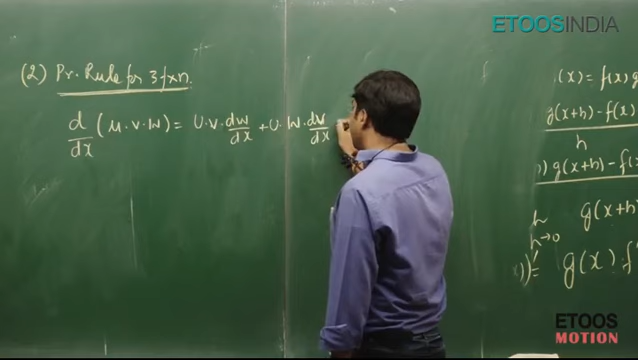 ETOOSINDIA
(2) Pr. Rule for 3 fxn.
d/dx (u. v. w) = U.V. dw/dx + U. W. dv/dx
(x) = f(x) g
g(x+h) - f(x)
h
) g(x+h) - f(x
h
h→0
g(x+h
)= g(x). f'
ETOOS
MOTION